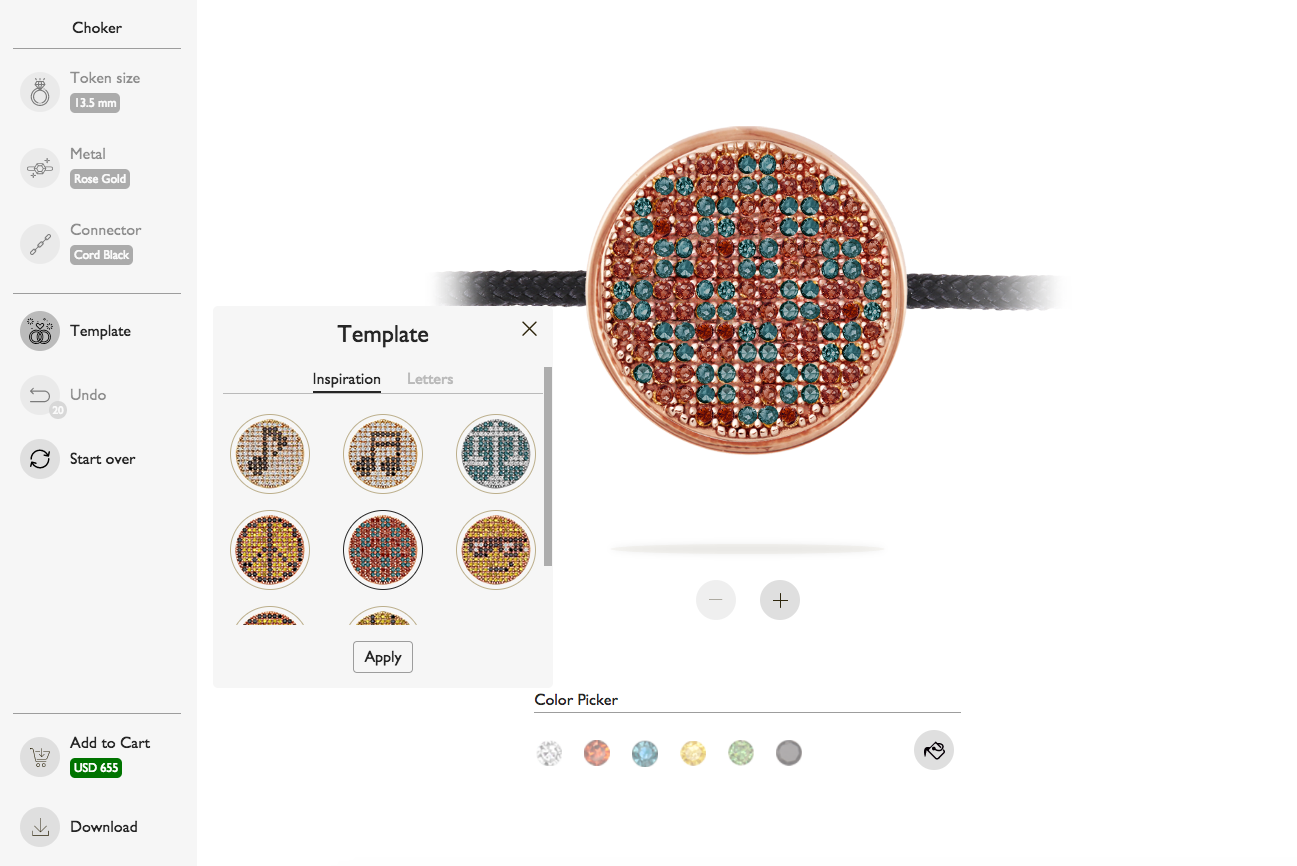 Choker
Token size
13.5 mm
Metal
Rose Gold
Connector
Cord Black
Template
Undo
20
Start over
Add to Cart
USD 655
Download
Template
Inspiration Letters
Apply
Color Picker